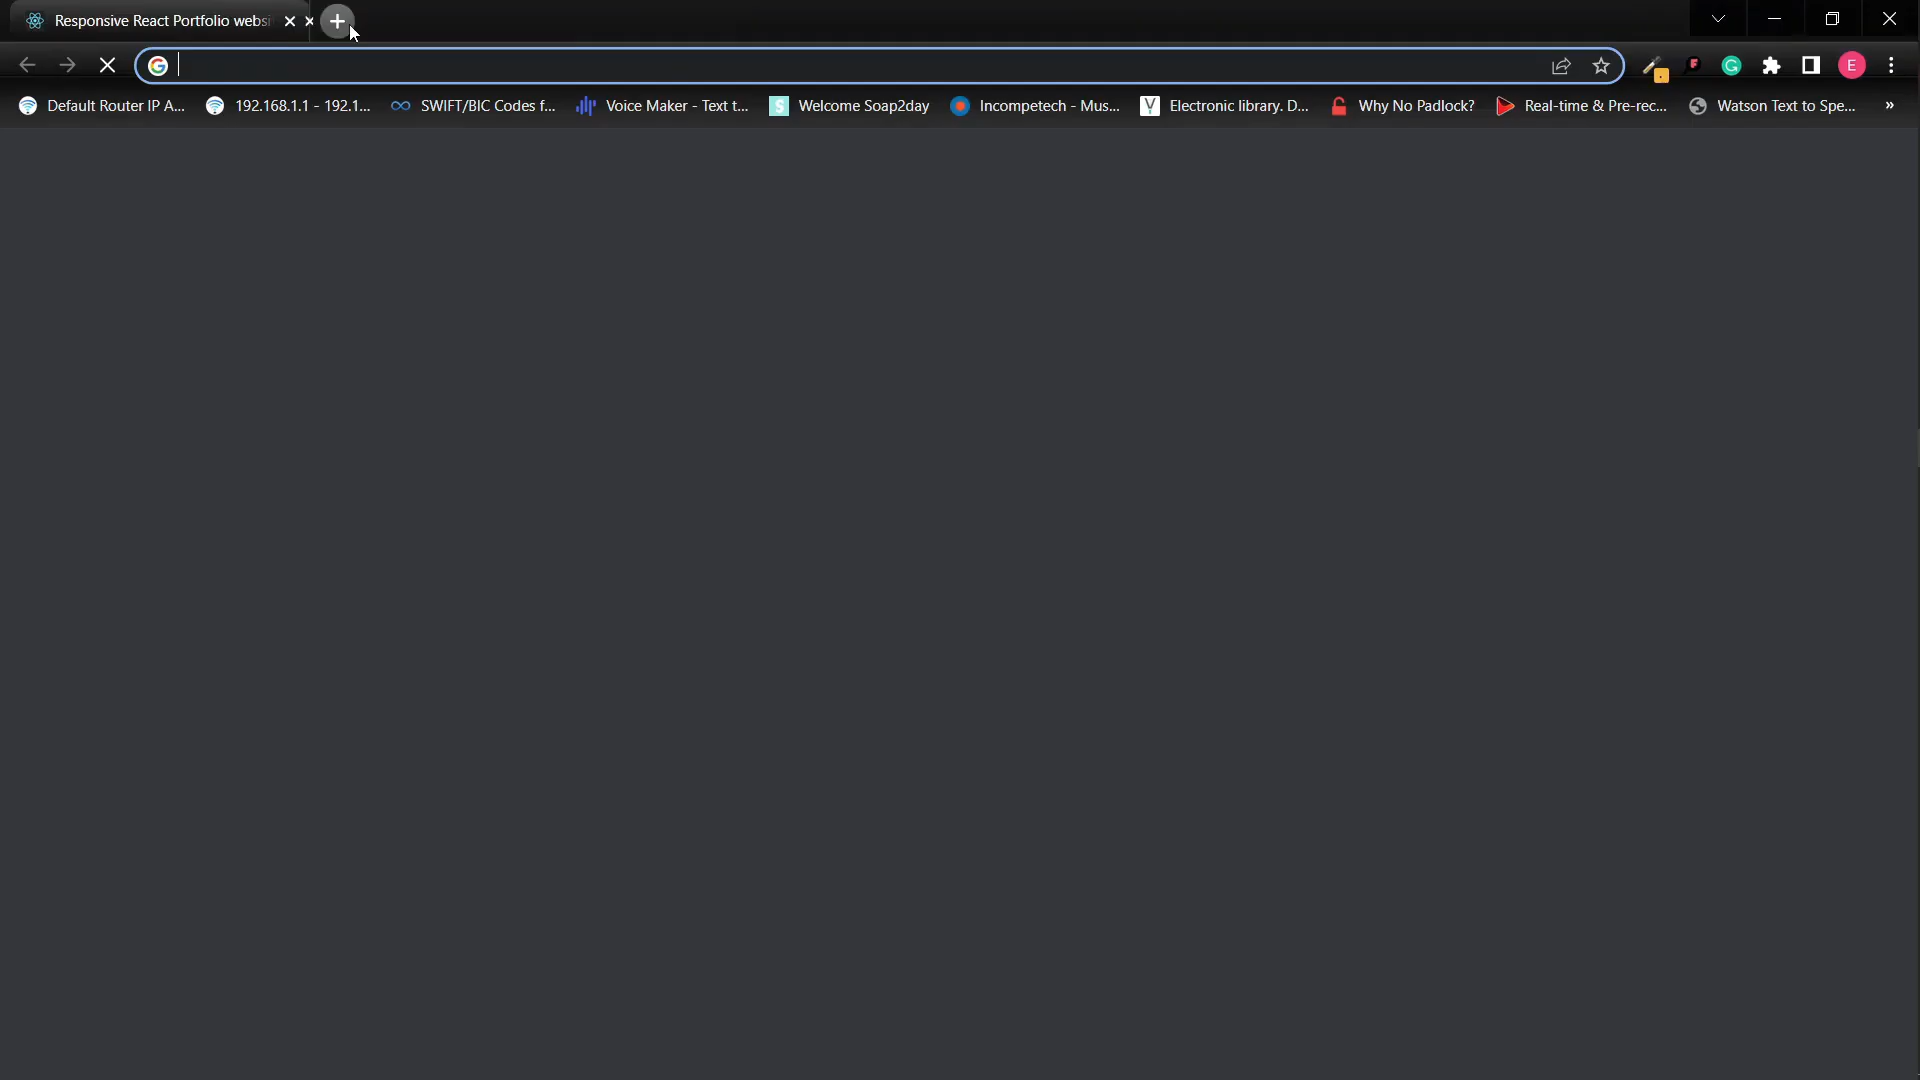 Responsive React Portfolio websi
Default Router IP A...
192.168.1.1 - 192.1...
SWIFT/BIC Codes f...
Voice Maker - Text t...
S
Welcome Soap2day
Incompetech - Mus...
V
Electronic library. D...
Why No Padlock?
Real-time & Pre-rec...
Watson Text to Spe...
»
G
F
G
E